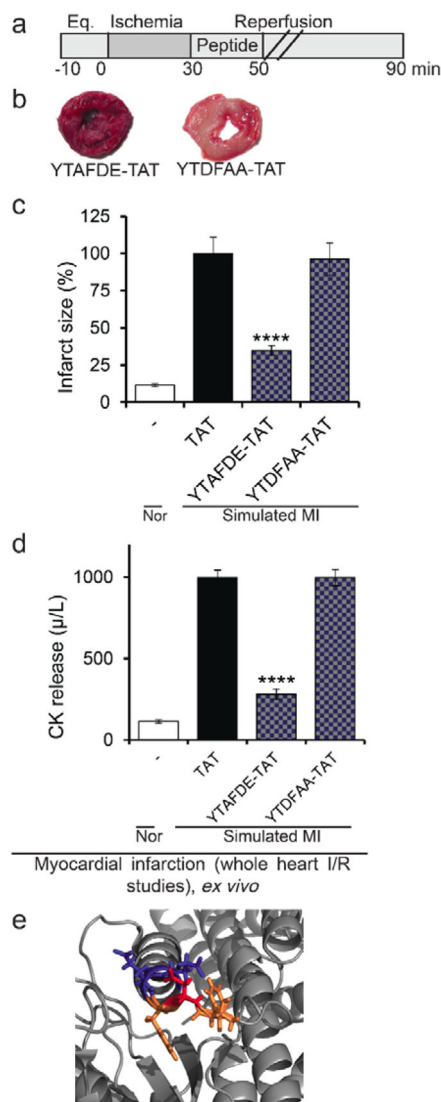 a
Eq. Ischemia Reperfusion
Peptide
-10 0 30 50 90 min
b
YTAFDE-TAT YTDFAA-TAT
c
Infarct size (%)
125
100
75
50
25
0
****
- TAT YTAFDE-TAT YTDFAA-TAT
Nor Simulated MI
d
CK release (µ/L)
1000
500
0
****
- TAT YTAFDE-TAT YTDFAA-TAT
Nor Simulated MI
Myocardial infarction (whole heart I/R
studies), ex vivo
e